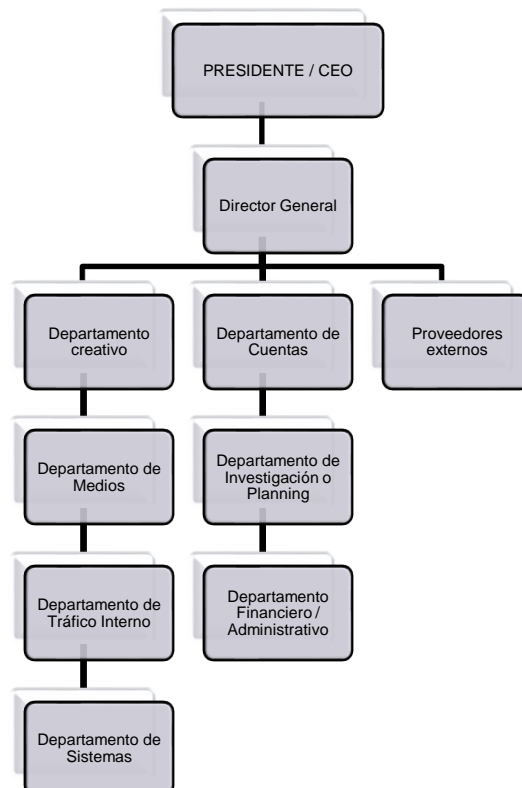 PRESIDENTE / CEO
Director General
Departamento
creativo
Departamento de
Cuentas
Proveedores
externos
Departamento de
Medios
Departamento de
Investigación o
Planning
Departamento de
Tráfico Interno
Departamento
Financiero /
Administrativo
Departamento de
Sistemas